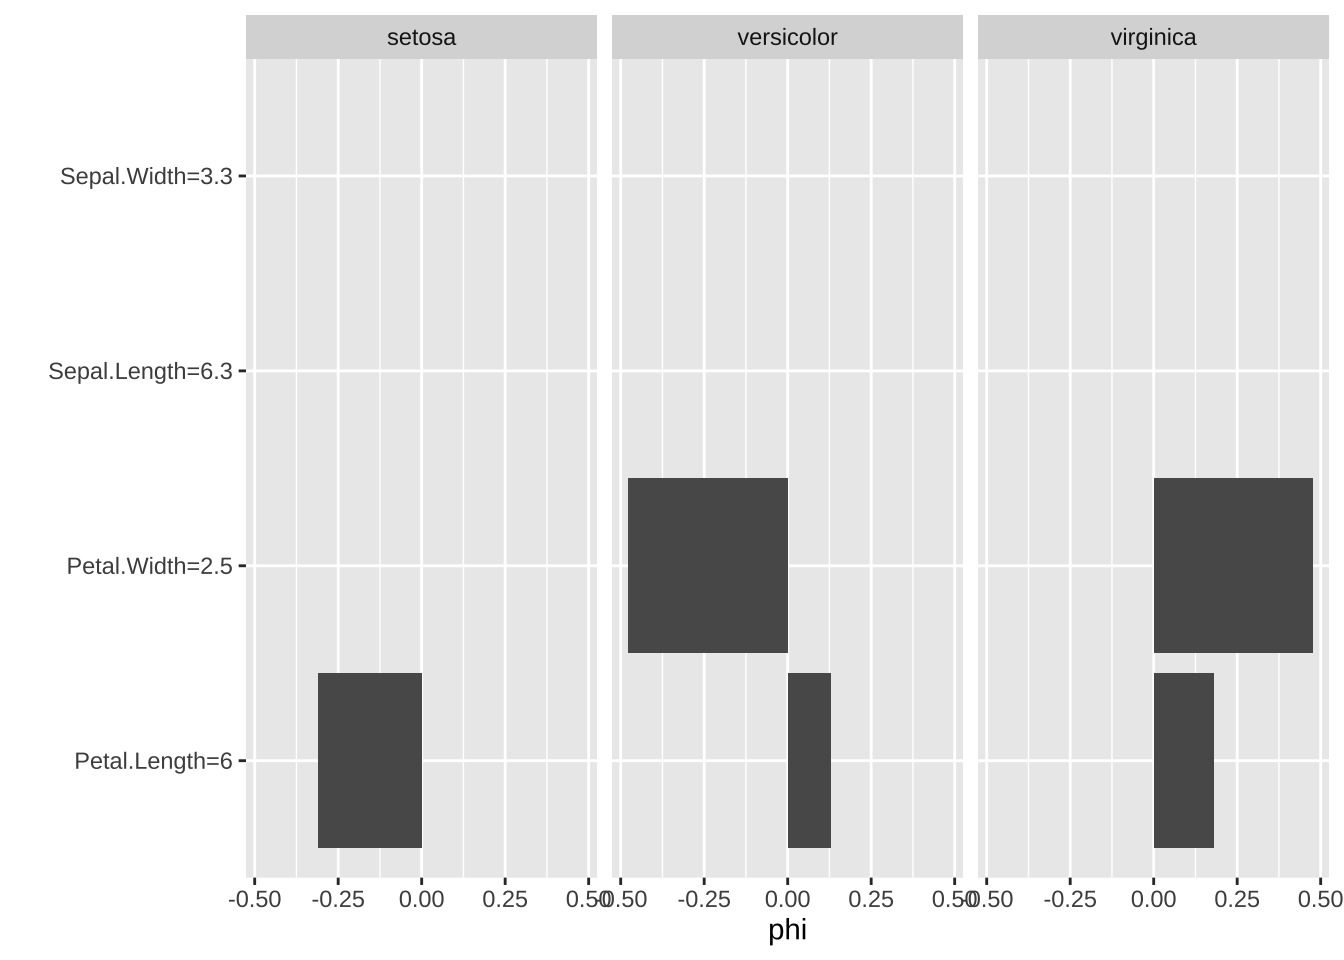 setosa versicolor virginica
Sepal.Width=3.3
Sepal.Length=6.3
Petal.Width=2.5
Petal.Length=6
-0.50 -0.25 0.00 0.25 0.50 -0.50 -0.25 0.00 0.25 0.50 -0.50 -0.25 0.00 0.25 0.50
phi